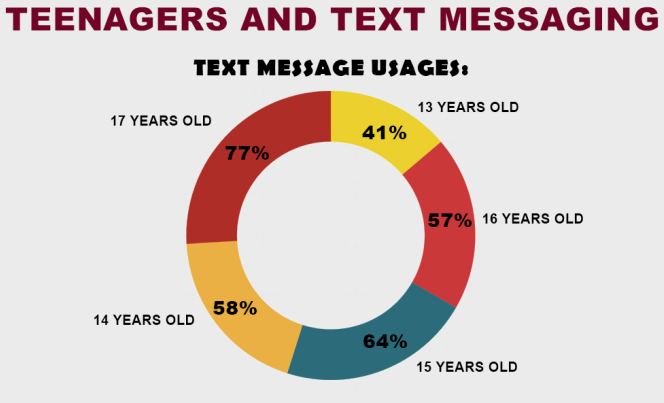 TEENAGERS AND TEXT MESSAGING
TEXT MESSAGE USAGES:
13 YEARS OLD
41%
17 YEARS OLD
77%
57%
16 YEARS OLD
58%
14 YEARS OLD
64%
15 YEARS OLD